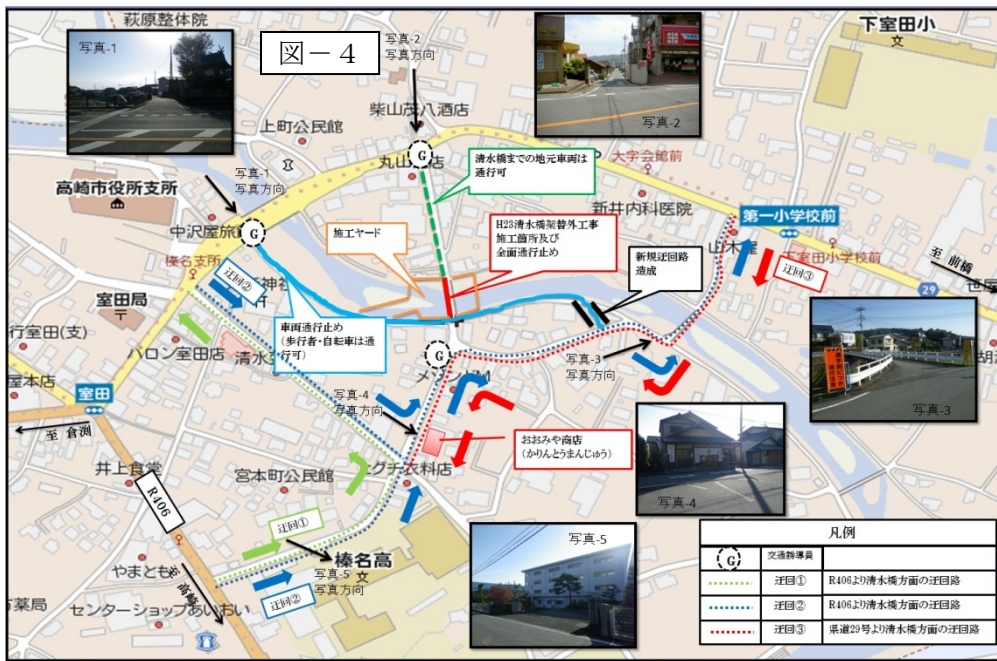 萩原整体院
写真-1
図－4
写真-2
写真方向
下室田小
文
柴山茂八酒店
上町公民館
写真-2
大字会館前
清水橋までの地元車両は
通行可
写真-1
写真方向
高崎市役所支所
新井内科医院
第一小学校前
H23清水橋架替外工事
施工箇所及び
全面通行止め
施工ヤード
新規迂回路
造成
下室田小学校前
至 前橋
榛名支所
迂回②
迂回③
29
室田局
〒
行室田(支)
バロン室田店
車両通行止め
(歩行者・自転車は通
行可)
写真-3
写真方向
写真-3
屋本店
室田
写真-4
写真方向
至 倉渕
おおみや商店
(かりんとうまんじゅう)
井上食堂
宮本町公民館
グチ衣料店
写真-4
R406
迂回①
写真-5
榛名高
文
写真-5
写真方向
やまとも
至 高崎
迂回②
センターショップあいおい
万薬局
凡例
G 交通誘導員
迂回① R406より清水橋方面の迂回路
迂回② R406より清水橋方面の迂回路
迂回③ 県道29号より清水橋方面の迂回路
G
G
G